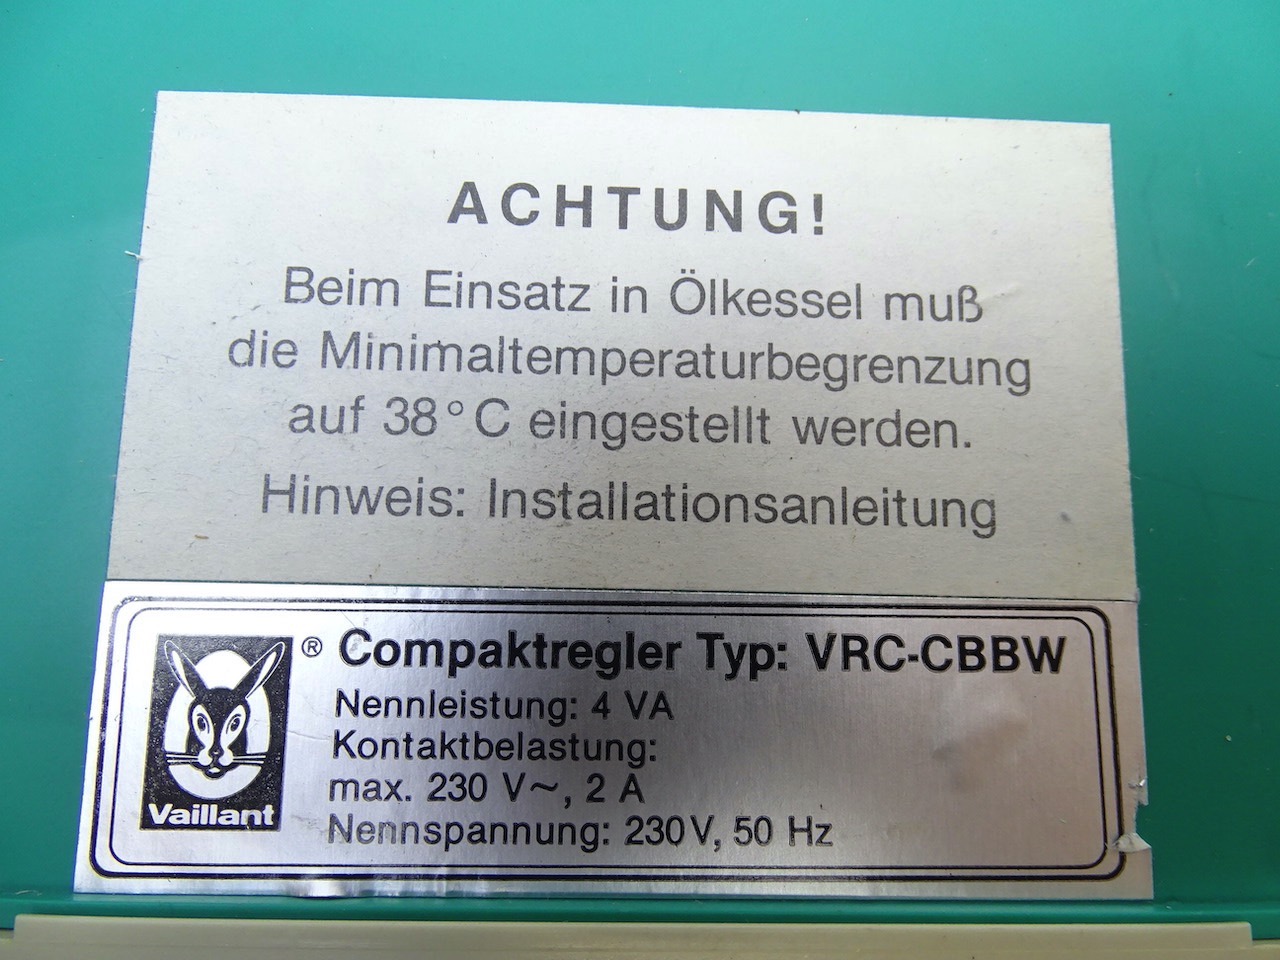 ACHTUNG!
Beim Einsatz in Ölkessel muß
die Minimaltemperaturbegrenzung
auf 38°C eingestellt werden.
Hinweis: Installationsanleitung
® Compaktregler Typ: VRC-CBBW
Nennleistung: 4 VA
Kontaktbelastung:
max. 230 V~, 2 A
Nennspannung: 230V, 50 Hz
Vaillant